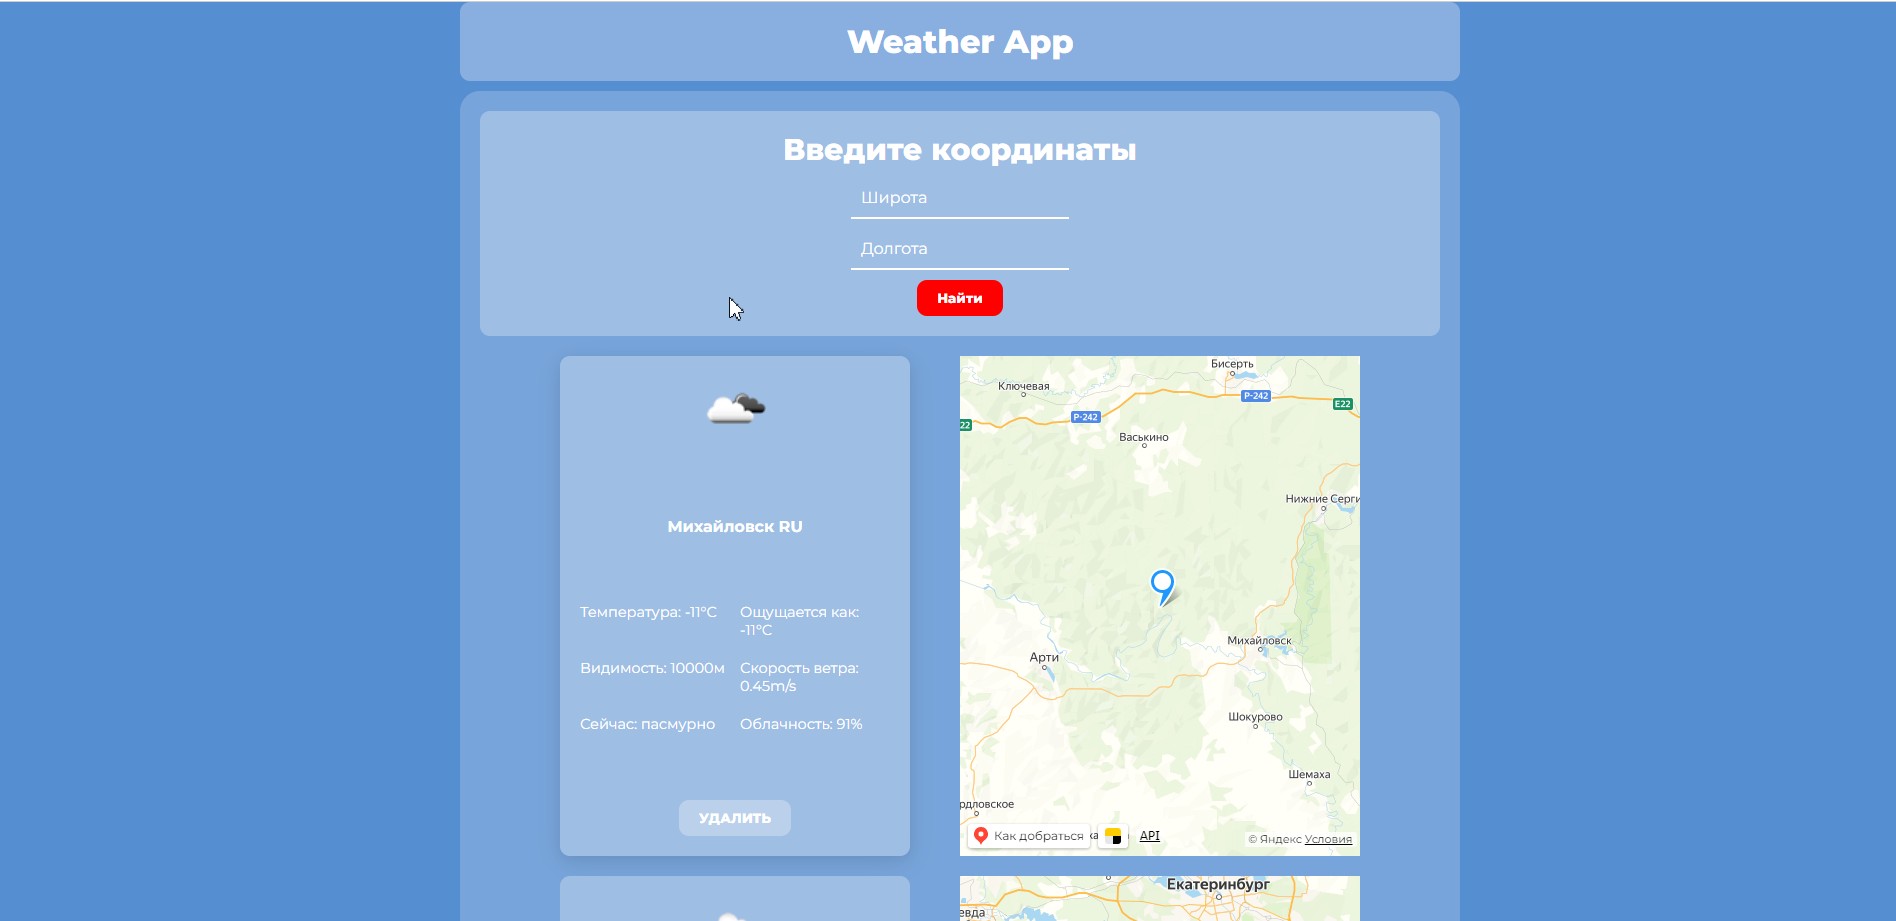 Weather App
Введите координаты
Широта
Долгота
Найти
Михайловск RU
Температура: -11°C
Ощущается как:
-11°C
Видимость: 10000м
Скорость ветра:
0.45m/s
Сейчас: пасмурно
Облачность: 91%
УДАЛИТЬ
Бисерть
Ключевая
P-242
E22
P-242
22
Васькино
Нижние Серги
Михайловск
Арти
Шокурово
Шемаха
рдловское
Как добраться
API
© Яндекс Условия
Екатеринбург
евда